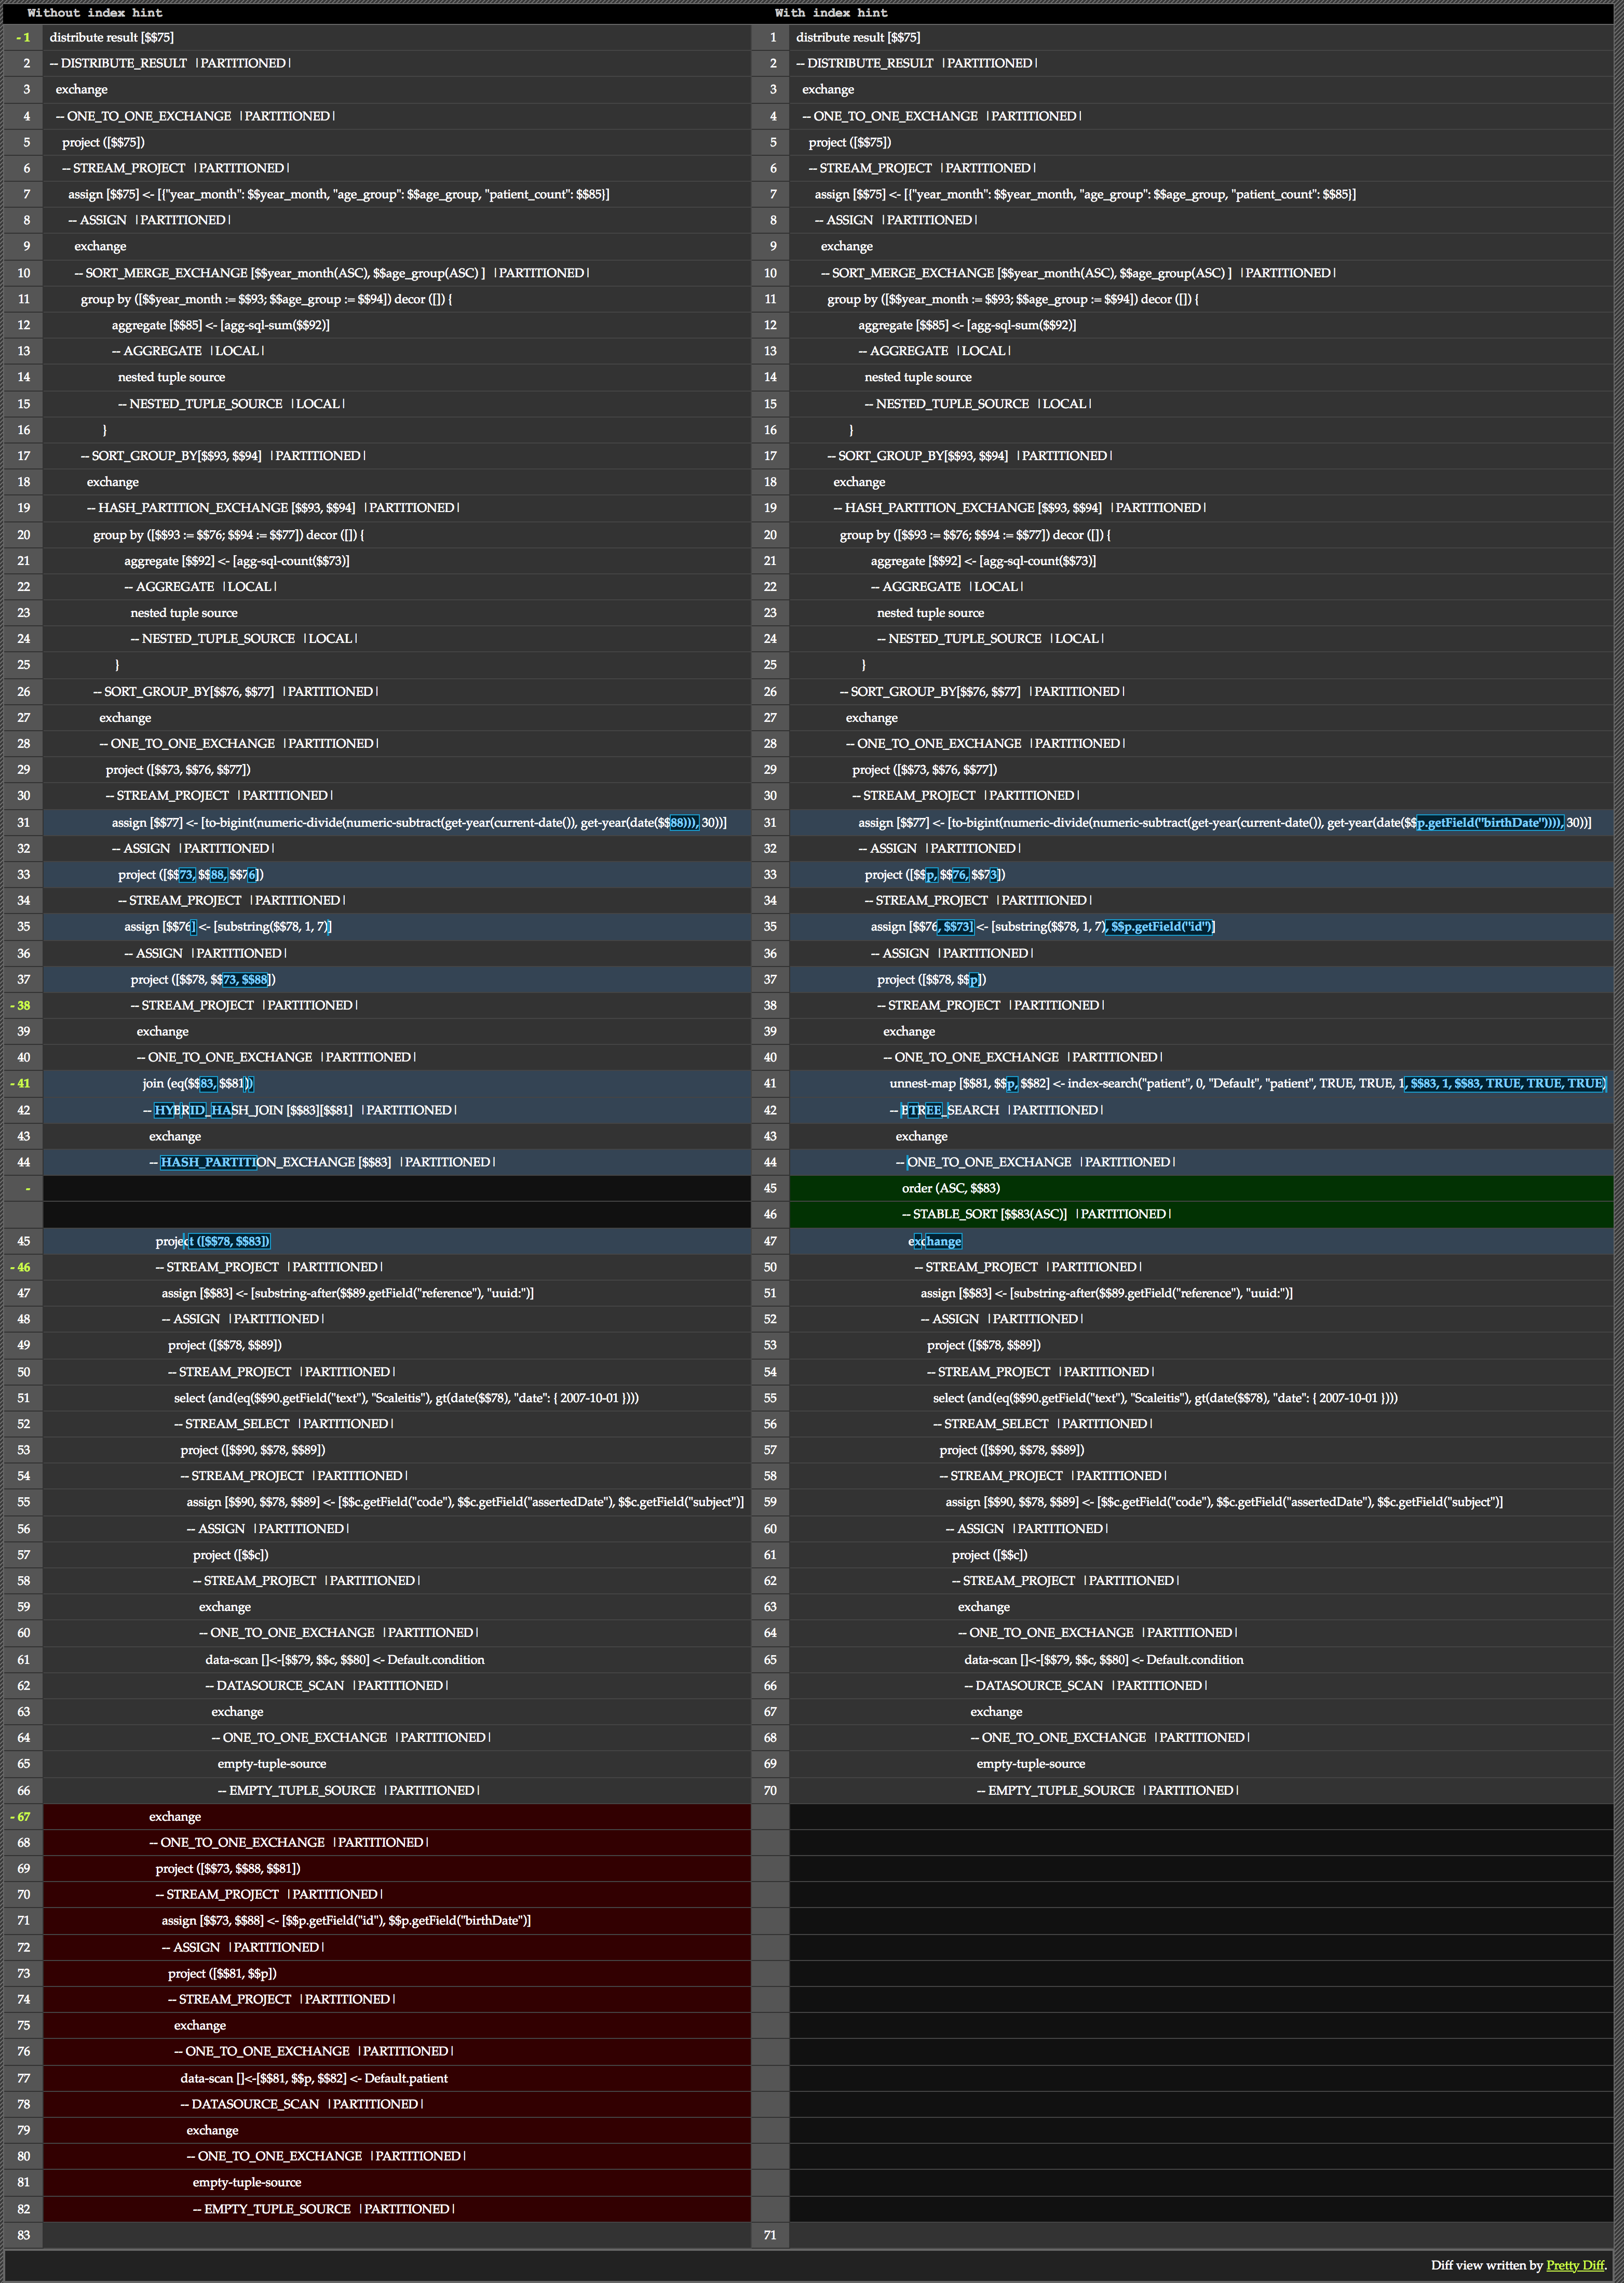 Without index hint
- 1 distribute result [$$75]
2 -- DISTRIBUTE_RESULT |PARTITIONED|
3 exchange
4 -- ONE_TO_ONE_EXCHANGE |PARTITIONED|
5 project ([$$75])
6 -- STREAM_PROJECT |PARTITIONED|
7 assign [$$75] <- [{"year_month": $$year_month, "age_group": $$age_group, "patient_count": $$85}]
8 -- ASSIGN |PARTITIONED|
9 exchange
10 -- SORT_MERGE_EXCHANGE [$$year_month(ASC), $$age_group(ASC) ] |PARTITIONED|
11 group by ([$$year_month := $$93; $$age_group := $$94]) decor ([]) {
12 aggregate [$$85] <- [agg-sql-sum($$92)]
13 -- AGGREGATE |LOCAL|
14 nested tuple source
15 -- NESTED_TUPLE_SOURCE |LOCAL|
16 }
17 -- SORT_GROUP_BY[$$93, $$94] |PARTITIONED|
18 exchange
19 -- HASH_PARTITION_EXCHANGE [$$93, $$94] |PARTITIONED|
20 group by ([$$93 := $$76; $$94 := $$77]) decor ([]) {
21 aggregate [$$92] <- [agg-sql-count($$73)]
22 -- AGGREGATE |LOCAL|
23 nested tuple source
24 -- NESTED_TUPLE_SOURCE |LOCAL|
25 }
26 -- SORT_GROUP_BY[$$76, $$77] |PARTITIONED|
27 exchange
28 -- ONE_TO_ONE_EXCHANGE |PARTITIONED|
29 project ([$$73, $$76, $$77])
30 -- STREAM_PROJECT |PARTITIONED|
31 assign [$$77] <- [to-bigint(numeric-divide(numeric-subtract(get-year(current-date()), get-year(date($$88))), 30))]
32 -- ASSIGN |PARTITIONED|
33 project ([$$73, $$88, $$76])
34 -- STREAM_PROJECT |PARTITIONED|
35 assign [$$76] <- [substring($$78, 1, 7)]
36 -- ASSIGN |PARTITIONED|
37 project ([$$78, $$73, $$88])
- 38 -- STREAM_PROJECT |PARTITIONED|
39 exchange
40 -- ONE_TO_ONE_EXCHANGE |PARTITIONED|
- 41 join (eq($$83, $$81))
42 -- HYBRID_HASH_JOIN [$$83][$$81] |PARTITIONED|
43 exchange
44 -- HASH_PARTITION_EXCHANGE [$$83] |PARTITIONED|
-
45 project ([$$78, $$83])
- 46 -- STREAM_PROJECT |PARTITIONED|
47 assign [$$83] <- [substring-after($$89.getField("reference"), "uuid:")]
48 -- ASSIGN |PARTITIONED|
49 project ([$$78, $$89])
50 -- STREAM_PROJECT |PARTITIONED|
51 select (and(eq($$90.getField("text"), "Scaleitis"), gt(date($$78), "date": { 2007-10-01 })))
52 -- STREAM_SELECT |PARTITIONED|
53 project ([$$90, $$78, $$89])
54 -- STREAM_PROJECT |PARTITIONED|
55 assign [$$90, $$78, $$89] <- [$$c.getField("code"), $$c.getField("assertedDate"), $$c.getField("subject")]
56 -- ASSIGN |PARTITIONED|
57 project ([$$c])
58 -- STREAM_PROJECT |PARTITIONED|
59 exchange
60 -- ONE_TO_ONE_EXCHANGE |PARTITIONED|
61 data-scan []<-[$$79, $$c, $$80] <- Default.condition
62 -- DATASOURCE_SCAN |PARTITIONED|
63 exchange
64 -- ONE_TO_ONE_EXCHANGE |PARTITIONED|
65 empty-tuple-source
66 -- EMPTY_TUPLE_SOURCE |PARTITIONED|
- 67 exchange
68 -- ONE_TO_ONE_EXCHANGE |PARTITIONED|
69 project ([$$73, $$88, $$81])
70 -- STREAM_PROJECT |PARTITIONED|
71 assign [$$73, $$88] <- [$$p.getField("id"), $$p.getField("birthDate")]
72 -- ASSIGN |PARTITIONED|
73 project ([$$81, $$p])
74 -- STREAM_PROJECT |PARTITIONED|
75 exchange
76 -- ONE_TO_ONE_EXCHANGE |PARTITIONED|
77 data-scan []<-[$$81, $$p, $$82] <- Default.patient
78 -- DATASOURCE_SCAN |PARTITIONED|
79 exchange
80 -- ONE_TO_ONE_EXCHANGE |PARTITIONED|
81 empty-tuple-source
82 -- EMPTY_TUPLE_SOURCE |PARTITIONED|
83
With index hint
1 distribute result [$$75]
2 -- DISTRIBUTE_RESULT |PARTITIONED|
3 exchange
4 -- ONE_TO_ONE_EXCHANGE |PARTITIONED|
5 project ([$$75])
6 -- STREAM_PROJECT |PARTITIONED|
7 assign [$$75] <- [{"year_month": $$year_month, "age_group": $$age_group, "patient_count": $$85}]
8 -- ASSIGN |PARTITIONED|
9 exchange
10 -- SORT_MERGE_EXCHANGE [$$year_month(ASC), $$age_group(ASC) ] |PARTITIONED|
11 group by ([$$year_month := $$93; $$age_group := $$94]) decor ([]) {
12 aggregate [$$85] <- [agg-sql-sum($$92)]
13 -- AGGREGATE |LOCAL|
14 nested tuple source
15 -- NESTED_TUPLE_SOURCE |LOCAL|
16 }
17 -- SORT_GROUP_BY[$$93, $$94] |PARTITIONED|
18 exchange
19 -- HASH_PARTITION_EXCHANGE [$$93, $$94] |PARTITIONED|
20 group by ([$$93 := $$76; $$94 := $$77]) decor ([]) {
21 aggregate [$$92] <- [agg-sql-count($$73)]
22 -- AGGREGATE |LOCAL|
23 nested tuple source
24 -- NESTED_TUPLE_SOURCE |LOCAL|
25 }
26 -- SORT_GROUP_BY[$$76, $$77] |PARTITIONED|
27 exchange
28 -- ONE_TO_ONE_EXCHANGE |PARTITIONED|
29 project ([$$73, $$76, $$77])
30 -- STREAM_PROJECT |PARTITIONED|
31 assign [$$77] <- [to-bigint(numeric-divide(numeric-subtract(get-year(current-date()), get-year(date($$p.getField("birthDate")))), 30))]
32 -- ASSIGN |PARTITIONED|
33 project ([$$p, $$76, $$73])
34 -- STREAM_PROJECT |PARTITIONED|
35 assign [$$76, $$73] <- [substring($$78, 1, 7), $$p.getField("id")]
36 -- ASSIGN |PARTITIONED|
37 project ([$$78, $$p])
38 -- STREAM_PROJECT |PARTITIONED|
39 exchange
40 -- ONE_TO_ONE_EXCHANGE |PARTITIONED|
41 unnest-map [$$81, $$p, $$82] <- index-search("patient", 0, "Default", "patient", TRUE, TRUE, 1, $$83, 1, $$83, TRUE, TRUE, TRUE)
42 -- BTREE_SEARCH |PARTITIONED|
43 exchange
44 -- ONE_TO_ONE_EXCHANGE |PARTITIONED|
45 order (ASC, $$83)
46 -- STABLE_SORT [$$83(ASC)] |PARTITIONED|
47 exchange
50 -- STREAM_PROJECT |PARTITIONED|
51 assign [$$83] <- [substring-after($$89.getField("reference"), "uuid:")]
52 -- ASSIGN |PARTITIONED|
53 project ([$$78, $$89])
54 -- STREAM_PROJECT |PARTITIONED|
55 select (and(eq($$90.getField("text"), "Scaleitis"), gt(date($$78), "date": { 2007-10-01 })))
56 -- STREAM_SELECT |PARTITIONED|
57 project ([$$90, $$78, $$89])
58 -- STREAM_PROJECT |PARTITIONED|
59 assign [$$90, $$78, $$89] <- [$$c.getField("code"), $$c.getField("assertedDate"), $$c.getField("subject")]
60 -- ASSIGN |PARTITIONED|
61 project ([$$c])
62 -- STREAM_PROJECT |PARTITIONED|
63 exchange
64 -- ONE_TO_ONE_EXCHANGE |PARTITIONED|
65 data-scan []<-[$$79, $$c, $$80] <- Default.condition
66 -- DATASOURCE_SCAN |PARTITIONED|
67 exchange
68 -- ONE_TO_ONE_EXCHANGE |PARTITIONED|
69 empty-tuple-source
70 -- EMPTY_TUPLE_SOURCE |PARTITIONED|
71
Diff view written by Pretty Diff.